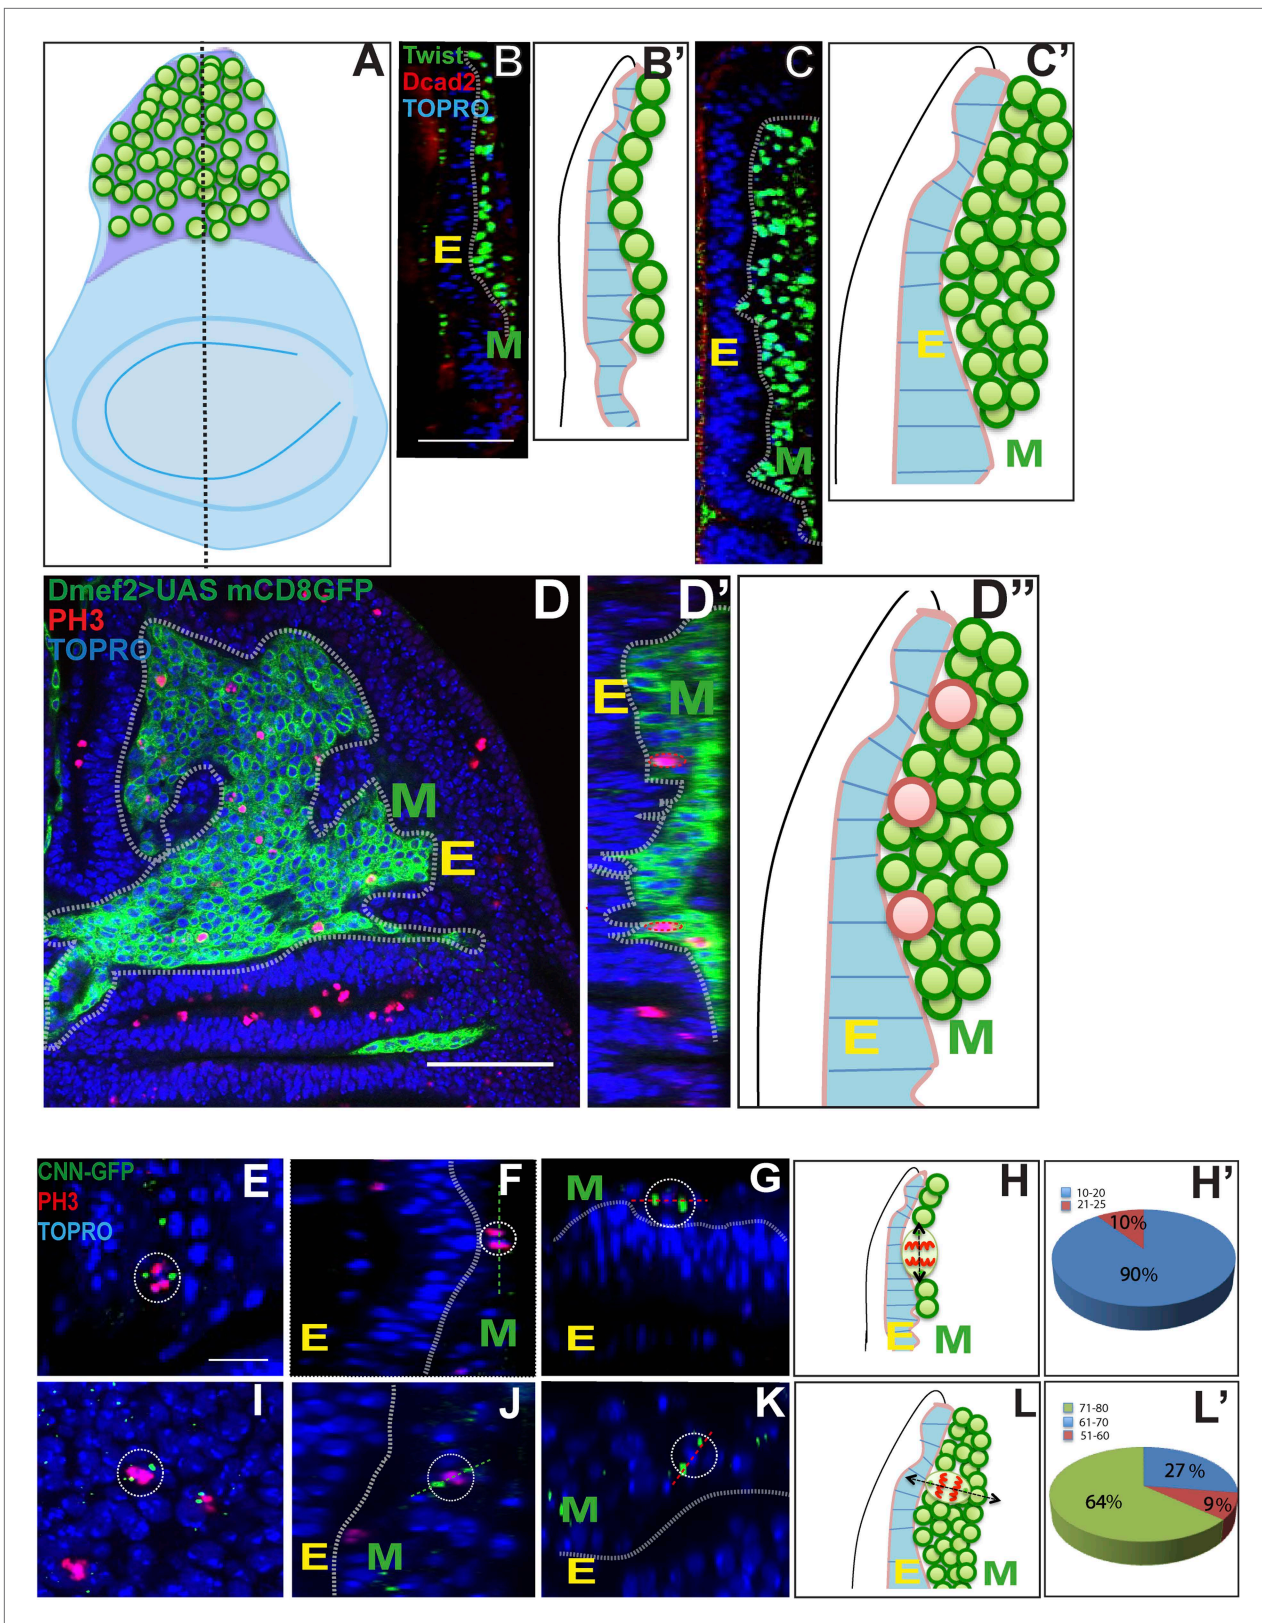 A
Twist
Dcad2
TOPRO
B
E
M
B’
C
E
M
C’
E
M
Dmef2>UAS mCD8GFP
PH3
TOPRO
D
M
E
D’
E
M
D”
E
M
CNN-GFP
PH3
TOPRO
E
F
E
M
G
M
E
H
E
M
H’
10-20
21-25
10%
90%
I
J
E
M
K
M
E
L
E
M
L’
71-80
61-70
51-60
27 %
9%
64%